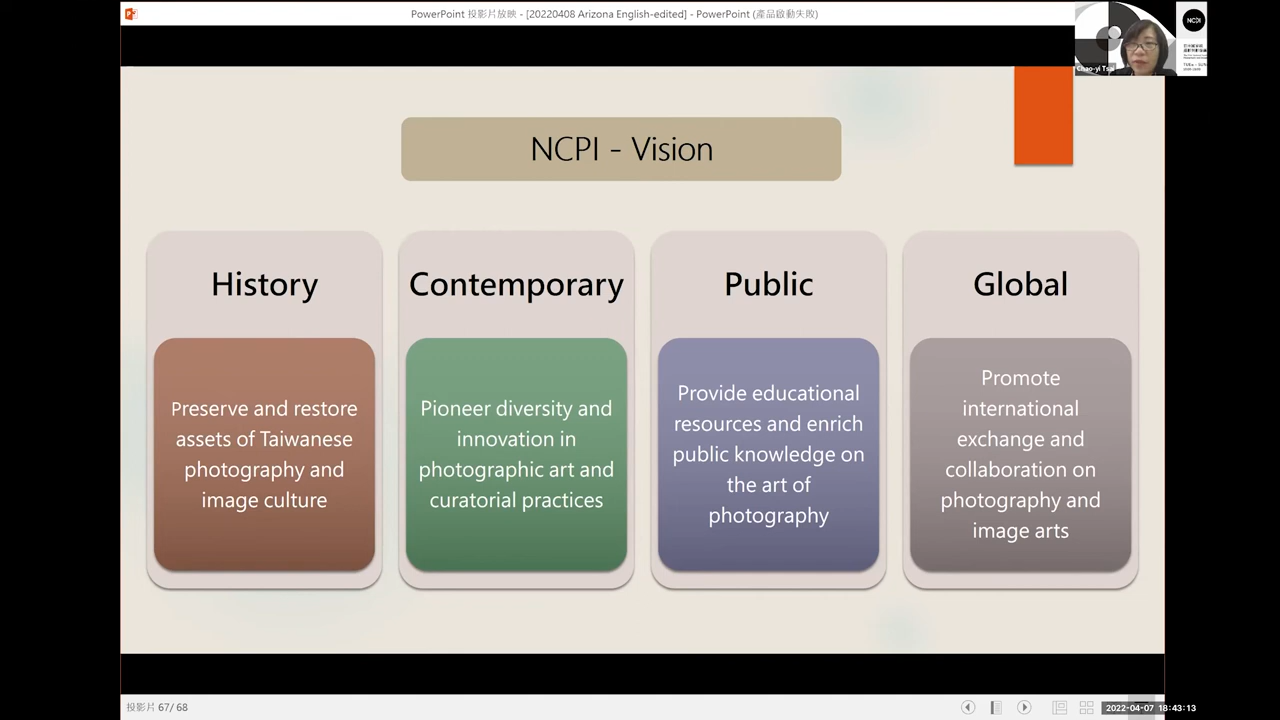 PowerPoint 投影片放映 - [20220408 Arizona English-edited] - PowerPoint (產品啟動失敗)
NCPI
Chao-yi Tsai
NCPI - Vision
History
Preserve and restore
assets of Taiwanese
photography and
image culture
Contemporary
Pioneer diversity and
innovation in
photographic art and
curatorial practices
Public
Provide educational
resources and enrich
public knowledge on
the art of
photography
Global
Promote
international
exchange and
collaboration on
photography and
image arts
投影片 67/ 68
2022-04-07 18:43:13